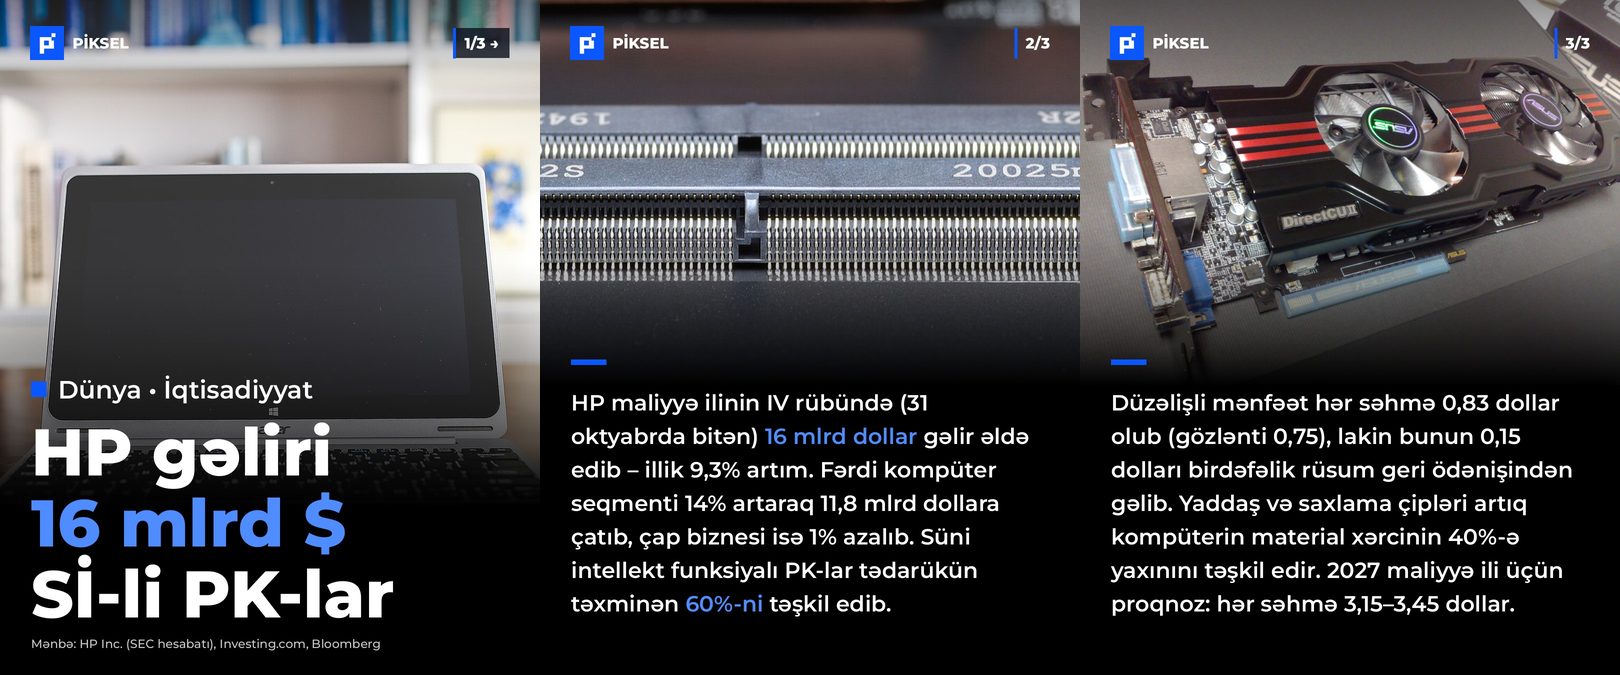 PİKSEL
1/3 →
Dünya • İqtisadiyyat
HP gəliri
16 mlrd $
Sİ-li PK-lar
Mənbə: HP Inc. (SEC hesabatı), Investing.com, Bloomberg
PİKSEL
2/3
1942
2R
2S
20025
HP maliyyə ilinin IV rübündə (31
oktyabrda bitən) 16 mlrd dollar gəlir əldə
edib – illik 9,3% artım. Fərdi kompüter
seqmenti 14% artaraq 11,8 mlrd dollara
çatıb, çap biznesi isə 1% azalıb. Süni
intellekt funksiyalı PK-lar tədarükün
təxminən 60%-ni təşkil edib.
PİKSEL
3/3
ASUS
ASUS
DirectCU II
Düzəlişli mənfəət hər səhmə 0,83 dollar
olub (gözlənti 0,75), lakin bunun 0,15
dolları birdəfəlik rüsum geri ödənişindən
gəlib. Yaddaş və saxlama çipləri artıq
kompüterin material xərcinin 40%-ə
yaxınını təşkil edir. 2027 maliyyə ili üçün
proqnoz: hər səhmə 3,15–3,45 dollar.